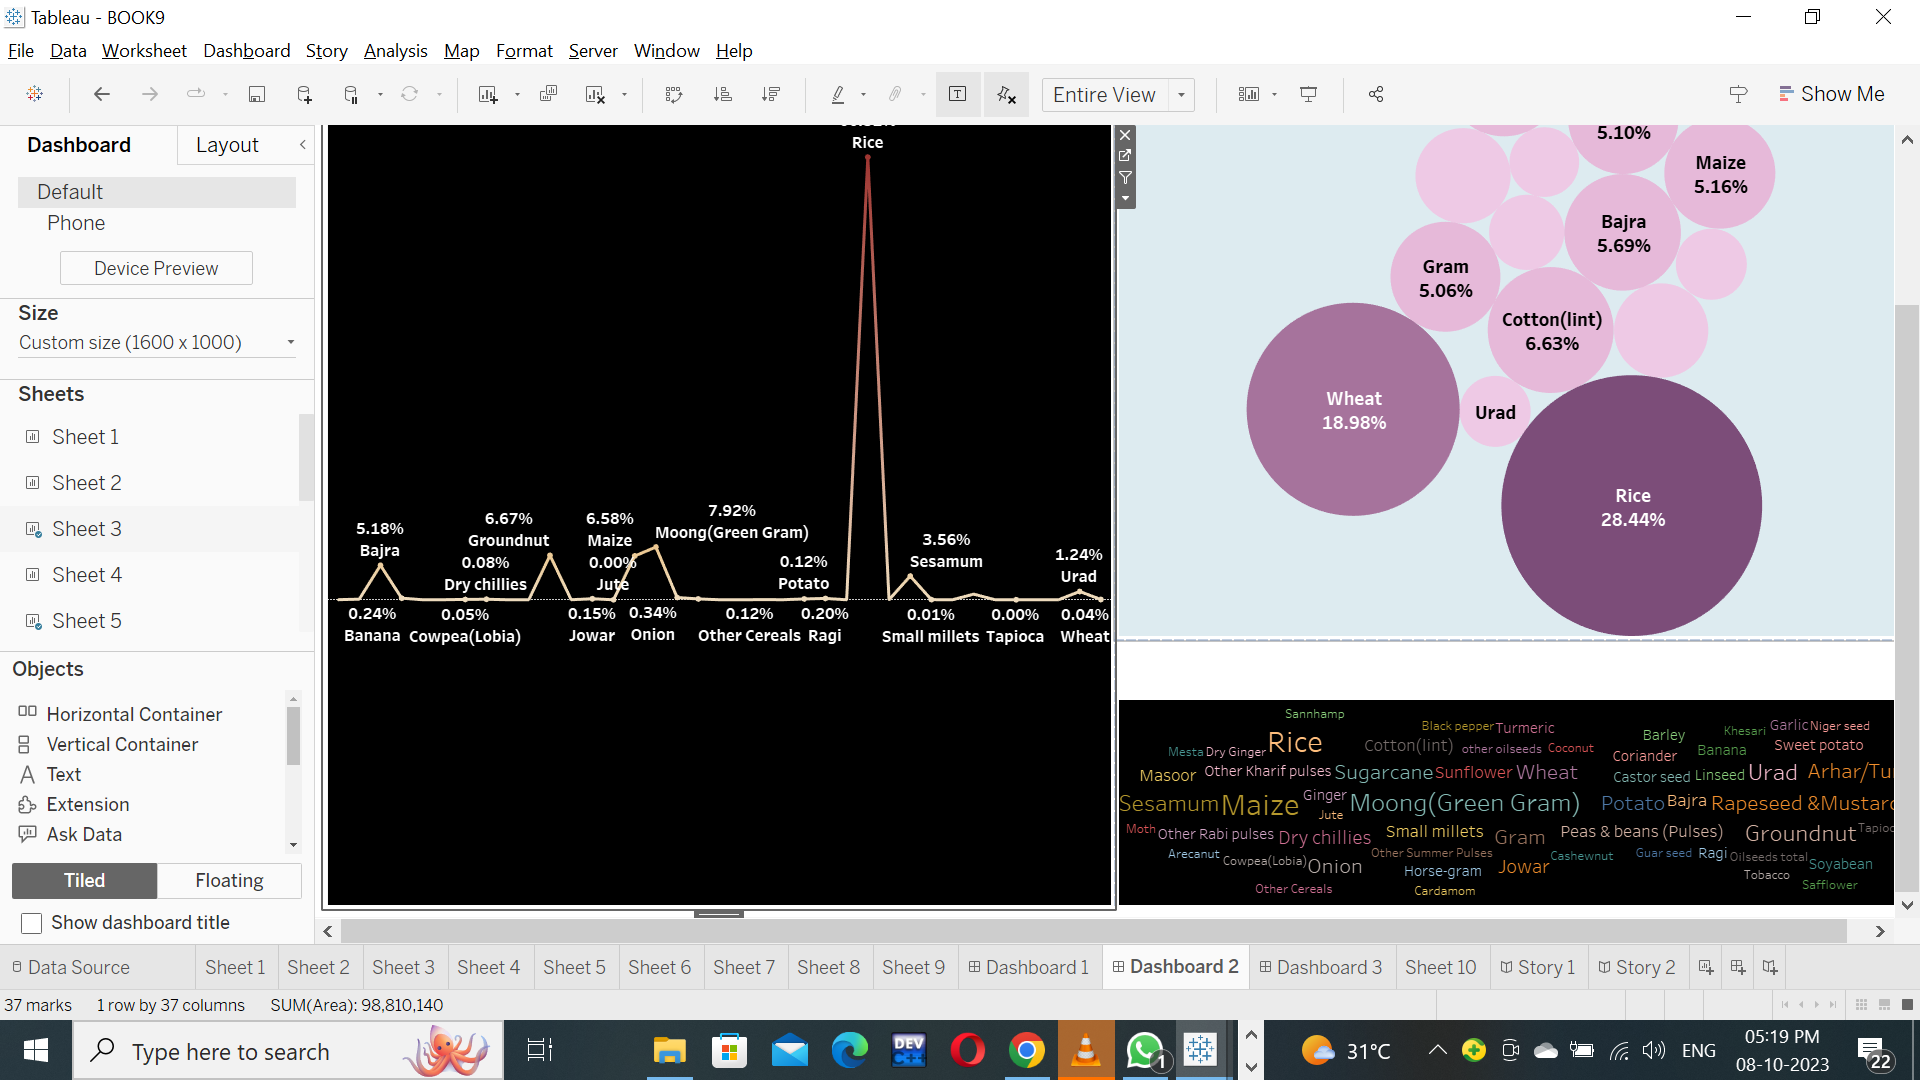 Tableau - BOOK9
File Data Worksheet Dashboard Story Analysis Map Format Server Window Help
Entire View
Show Me
Dashboard
Layout
Default
Phone
Device Preview
Size
Custom size (1600 x 1000)
Sheets
Sheet 1
Sheet 2
Sheet 3
Sheet 4
Sheet 5
Objects
Horizontal Container
Vertical Container
Text
Extension
Ask Data
Tiled
Floating
Show dashboard title
Rice
5.18%
Bajra
6.67%
Groundnut
0.08%
Dry chillies
6.58%
Maize
0.00%
Jute
7.92%
Moong(Green Gram)
0.12%
Potato
3.56%
Sesamum
1.24%
Urad
0.24%
Banana
0.05%
Cowpea(Lobia)
0.15%
Jowar
0.34%
Onion
0.12%
Other Cereals
0.20%
Ragi
0.01%
Small millets
0.00%
Tapioca
0.04%
Wheat
5.10%
Maize
5.16%
Bajra
5.69%
Gram
5.06%
Cotton(lint)
6.63%
Wheat
18.98%
Urad
Rice
28.44%
Sannhamp
Black pepper Turmeric
Garlic Niger seed
Mesta Dry Ginger Rice Cotton(lint) other oilseeds Coconut
Barley Khesari
Coriander Banana Sweet potato
Masoor Other Kharif pulses Sugarcane Sunflower Wheat
Castor seed Linseed Urad Arhar/Tu
Sesamum Maize Ginger Moong(Green Gram) Potato Bajra Rapeseed &Mustar
Jute
Moth Other Rabi pulses Dry chillies Small millets Gram Peas & beans (Pulses) Groundnut Tapioc
Arecanut Cowpea(Lobia) Onion Other Summer Pulses Jowar Cashewnut Guar seed Ragi Oilseeds total Soyabean
Horse-gram
Tobacco
Other Cereals
Cardamom
Safflower
Data Source Sheet 1 Sheet 2 Sheet 3 Sheet 4 Sheet 5 Sheet 6 Sheet 7 Sheet 8 Sheet 9 Dashboard 1 Dashboard 2 Dashboard 3 Sheet 10 Story 1 Story 2
37 marks 1 row by 37 columns SUM(Area): 98,810,140
Type here to search
DEV
C++
1
31°C
ENG
05:19 PM
08-10-2023
22